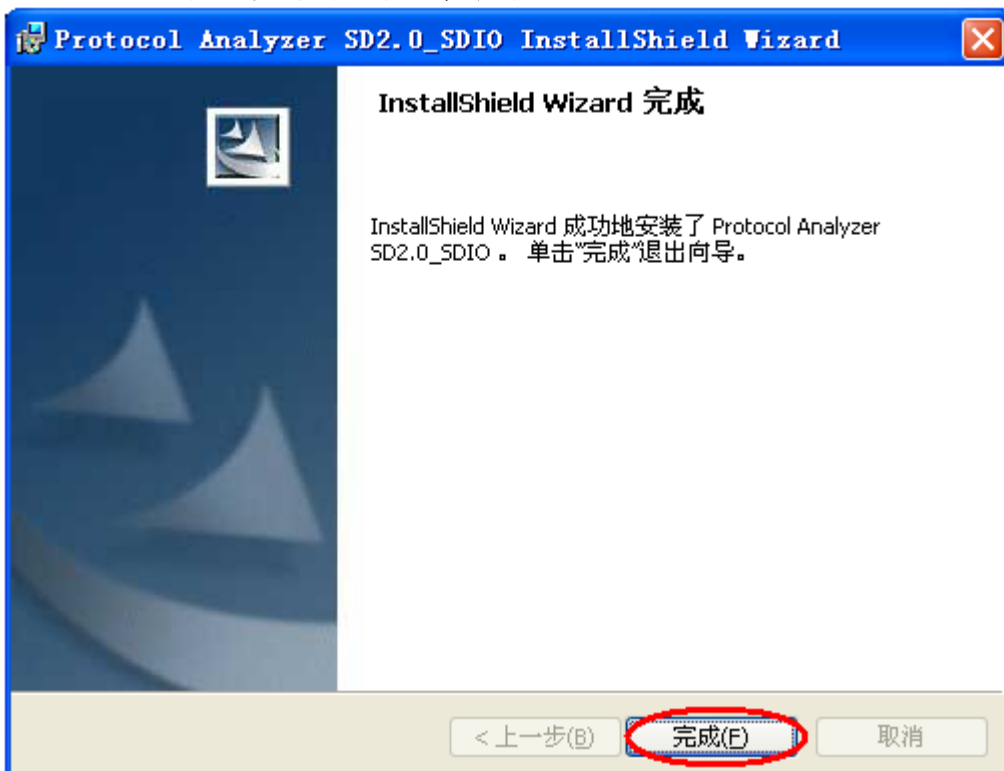 Protocol Analyzer SD2.0_SDIO InstallShield Wizard
InstallShield Wizard 完成
InstallShield Wizard 成功地安装了 Protocol Analyzer
SD2.0_SDIO 。 单击“完成”退出向导。
<上一步(B)
完成(F)
取消